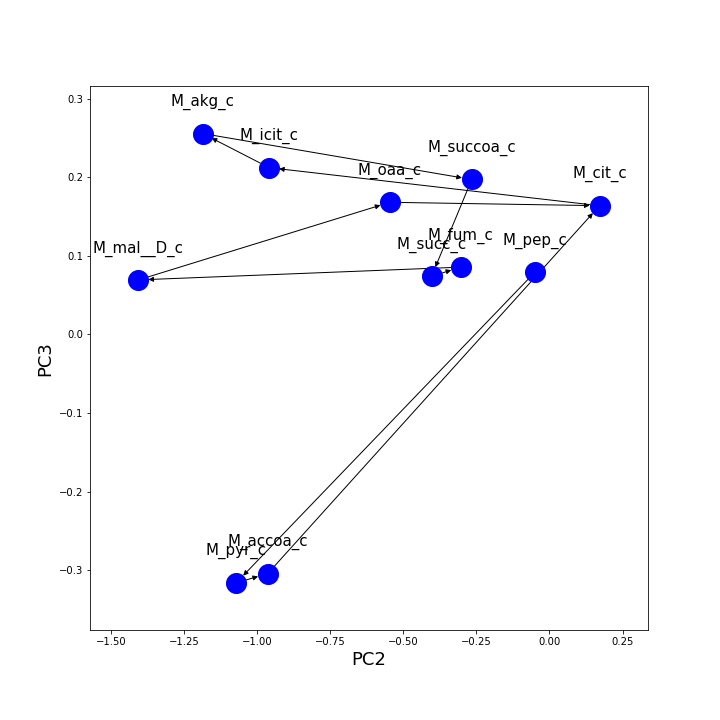 M_akg_c
M_icit_c
M_succoa_c
M_oaa_c
M_cit_c
M_mal__D_c
M_fum_c
M_succ_c
M_pep_c
M_accoa_c
M_pyr_c
0.3
0.2
0.1
0.0
−0.1
−0.2
−0.3
PC3
−1.50 −1.25 −1.00 −0.75 −0.50 −0.25 0.00 0.25
PC2